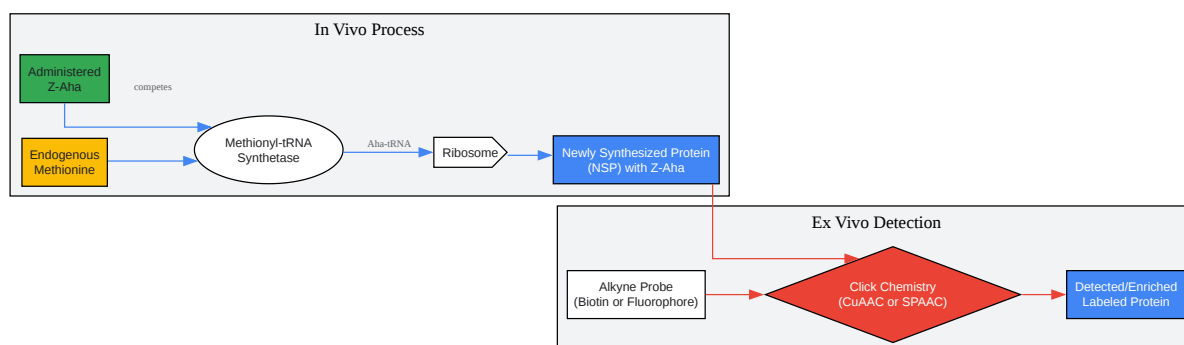 In Vivo Process
Administered
Z-Aha
competes
Endogenous
Methionine
Methionyl-tRNA
Synthetase
Aha-tRNA
Ribosome
Newly Synthesized Protein
(NSP) with Z-Aha
Ex Vivo Detection
Alkyne Probe
(Biotin or Fluorophore)
Click Chemistry
(CuAAC or SPAAC)
Detected/Enriched
Labeled Protein